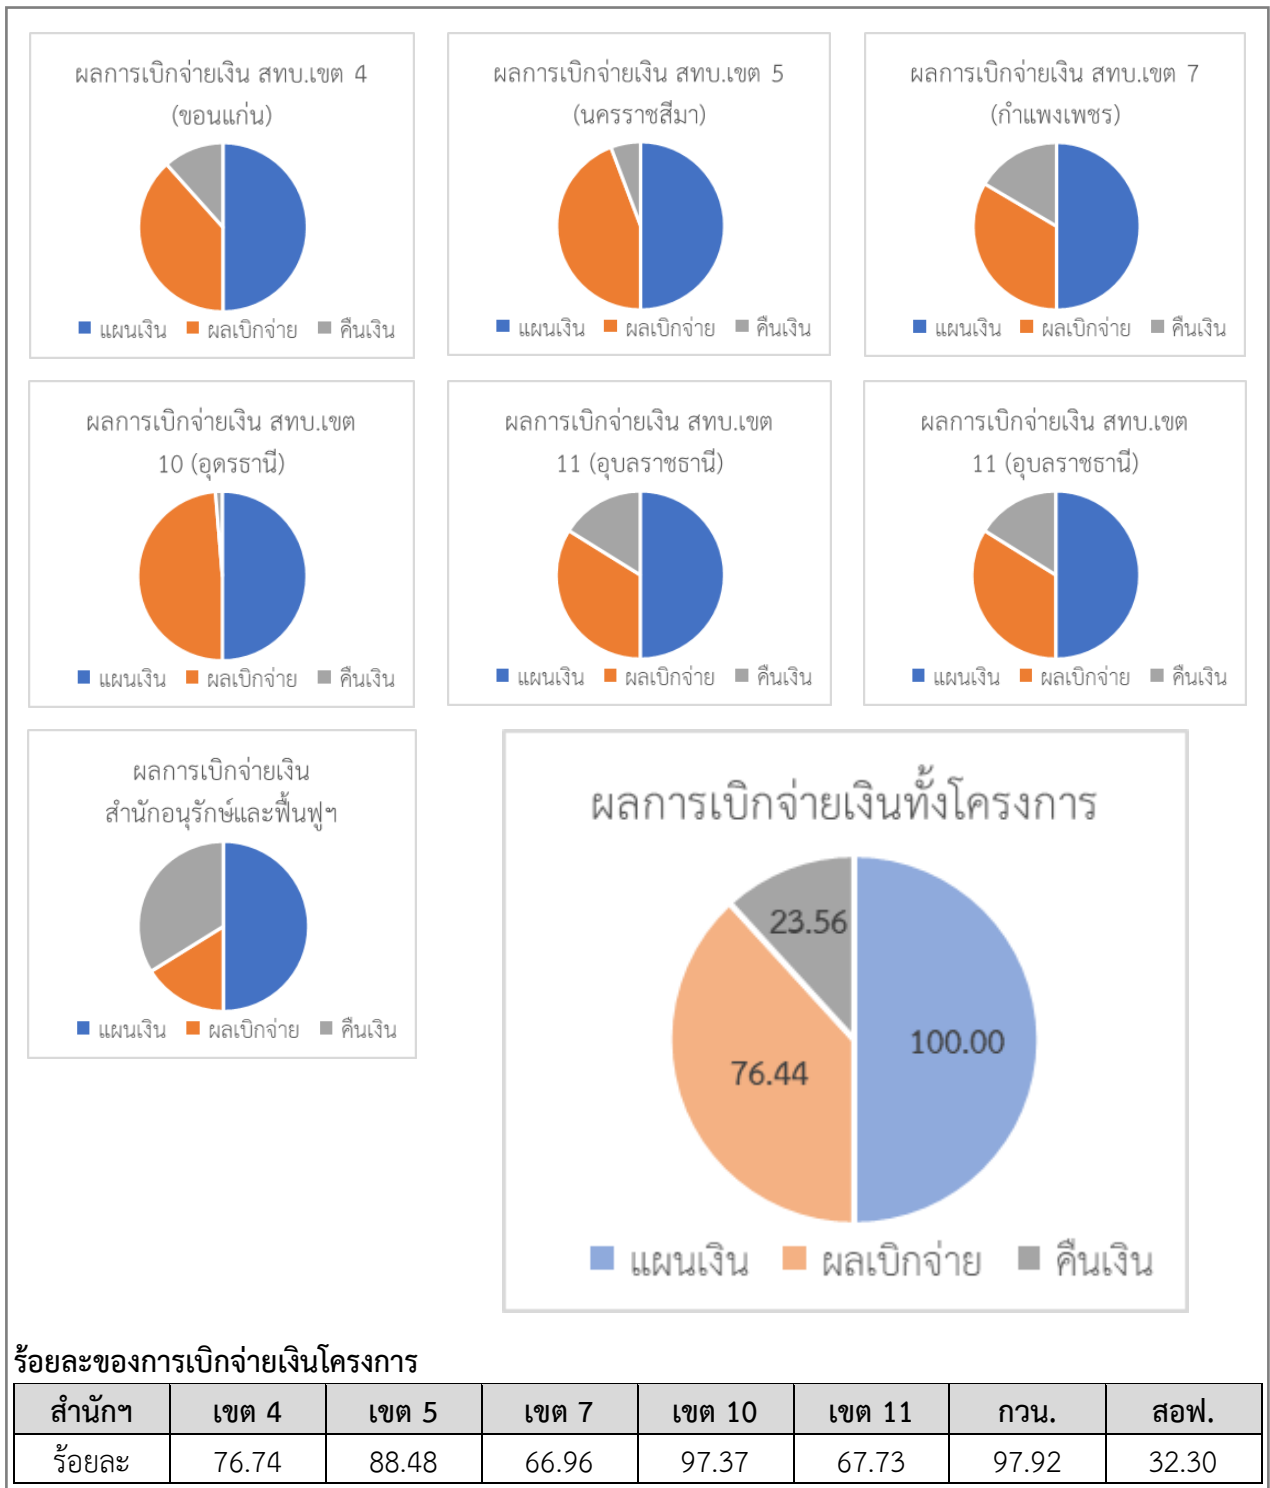 ผลการเบิกจ่ายเงิน สทบ.เขต 4
(ขอนแก่น)
แผนเงิน ผลเบิกจ่าย คืนเงิน
ผลการเบิกจ่ายเงิน สทบ.เขต 5
(นครราชสีมา)
แผนเงิน ผลเบิกจ่าย คืนเงิน
ผลการเบิกจ่ายเงิน สทบ.เขต 7
(กำแพงเพชร)
แผนเงิน ผลเบิกจ่าย คืนเงิน
ผลการเบิกจ่ายเงิน สทบ.เขต
10 (อุดรธานี)
แผนเงิน ผลเบิกจ่าย คืนเงิน
ผลการเบิกจ่ายเงิน สทบ.เขต
11 (อุบลราชธานี)
แผนเงิน ผลเบิกจ่าย คืนเงิน
ผลการเบิกจ่ายเงิน สทบ.เขต
11 (อุบลราชธานี)
แผนเงิน ผลเบิกจ่าย คืนเงิน
ผลการเบิกจ่ายเงิน
สำนักอนุรักษ์และฟื้นฟูฯ
แผนเงิน ผลเบิกจ่าย คืนเงิน
ผลการเบิกจ่ายเงินทั้งโครงการ
23.56
100.00
76.44
แผนเงิน ผลเบิกจ่าย คืนเงิน
ร้อยละของการเบิกจ่ายเงินโครงการ
สำนักฯ เขต 4 เขต 5 เขต 7 เขต 10 เขต 11 กวน. สอฟ.
ร้อยละ 76.74 88.48 66.96 97.37 67.73 97.92 32.30